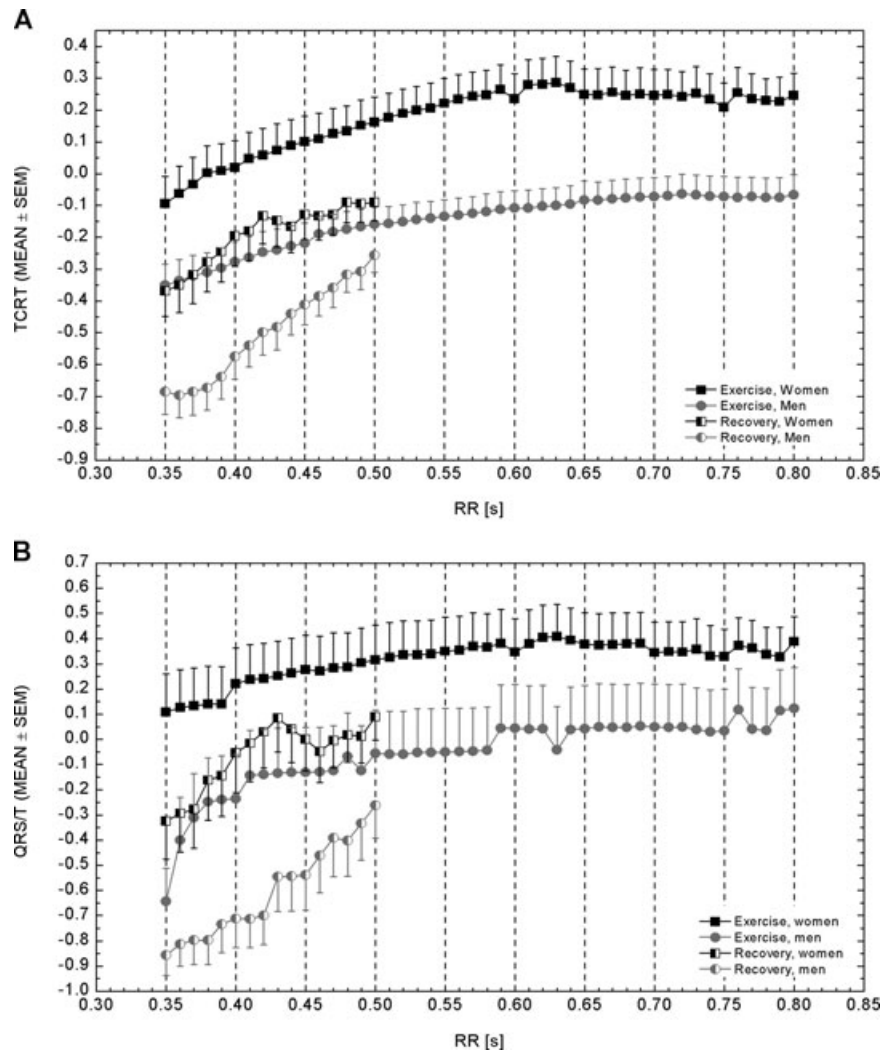 A
TCRT (MEAN ± SEM)
0.4
0.3
0.2
0.1
0.0
-0.1
-0.2
-0.3
-0.4
-0.5
-0.6
-0.7
-0.8
-0.9
Exercise, Women
Exercise, Men
Recovery, Women
Recovery, Men
0.30 0.35 0.40 0.45 0.50 0.55 0.60 0.65 0.70 0.75 0.80 0.85
RR [s]
B
QRS/T (MEAN ± SEM)
0.7
0.6
0.5
0.4
0.3
0.2
0.1
0.0
-0.1
-0.2
-0.3
-0.4
-0.5
-0.6
-0.7
-0.8
-0.9
-1.0
Exercise, women
Exercise, men
Recovery, women
Recovery, men
0.30 0.35 0.40 0.45 0.50 0.55 0.60 0.65 0.70 0.75 0.80 0.85
RR [s]